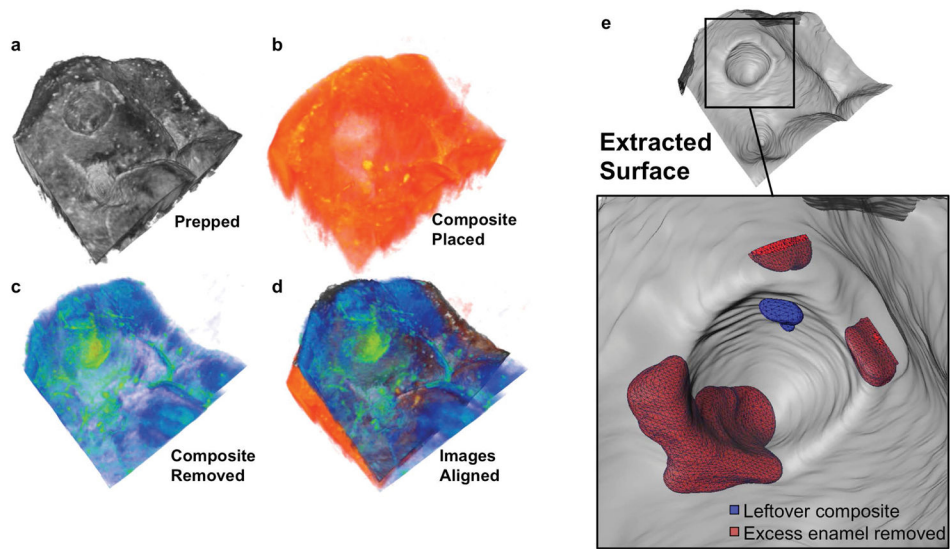 a
Prepped
b
Composite
Placed
c
Composite
Removed
d
Images
Aligned
e
Extracted
Surface
Leftover composite
Excess enamel removed